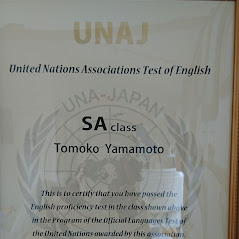 UNAJ
United Nations Associations Test of English
UNA-JAPAN
SA class
Tomoko Yamamoto
This is to certify that you have passed the
English proficiency test in the class shown above
in the Program of the Official Languages Test of
the United Nations awarded by this association.